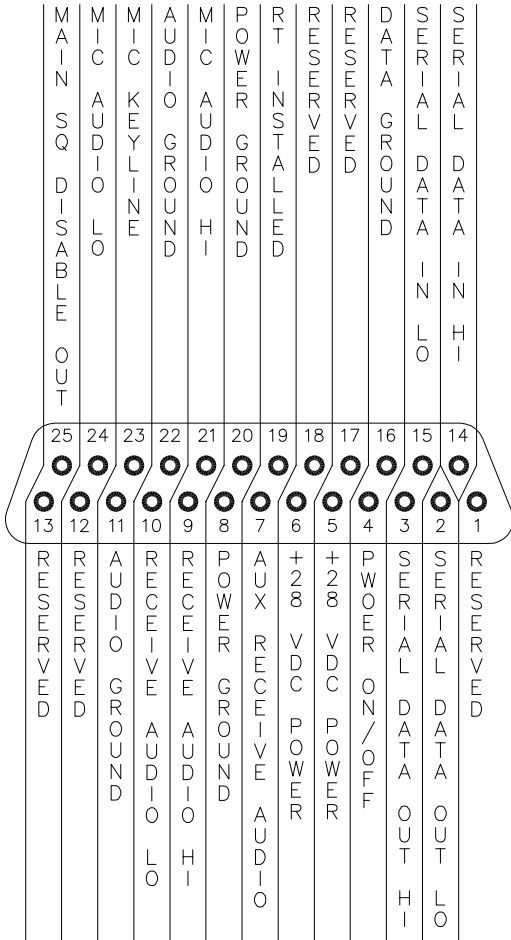 MAIN SQ DISABLE OUT
MIC AUDIO LO
MIC KEYLINE
AUDIO GROUND
MIC AUDIO HI
POWER GROUND
RT INSTALLED
RESERVED
RESERVED
DATA GROUND
SERIAL DATA IN LO
SERIAL DATA IN HI
25 24 23 22 21 20 19 18 17 16 15 14
13 12 11 10 9 8 7 6 5 4 3 2 1
RESERVED
RESERVED
AUDIO GROUND
RECEIVE AUDIO LO
RECEIVE AUDIO HI
POWER GROUND
AUX RECEIVE AUDIO
+28 VDC POWER
+28 VDC POWER
PWOER ON/OFF
SERIAL DATA OUT HI
SERIAL DATA OUT LO
RESERVED